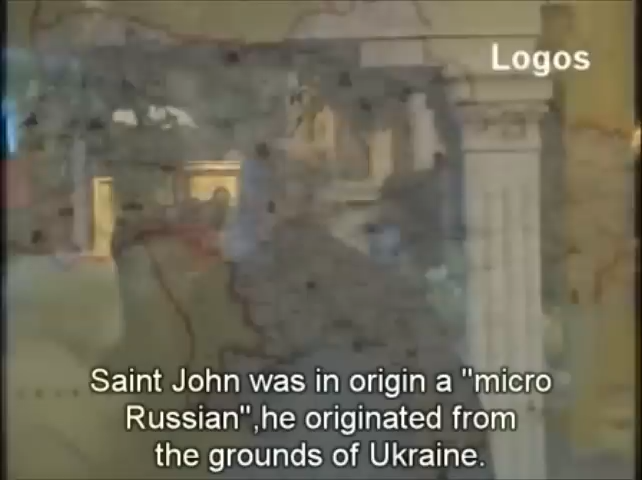 Logos
Saint John was in origin a "micro
Russian",he originated from
the grounds of Ukraine.